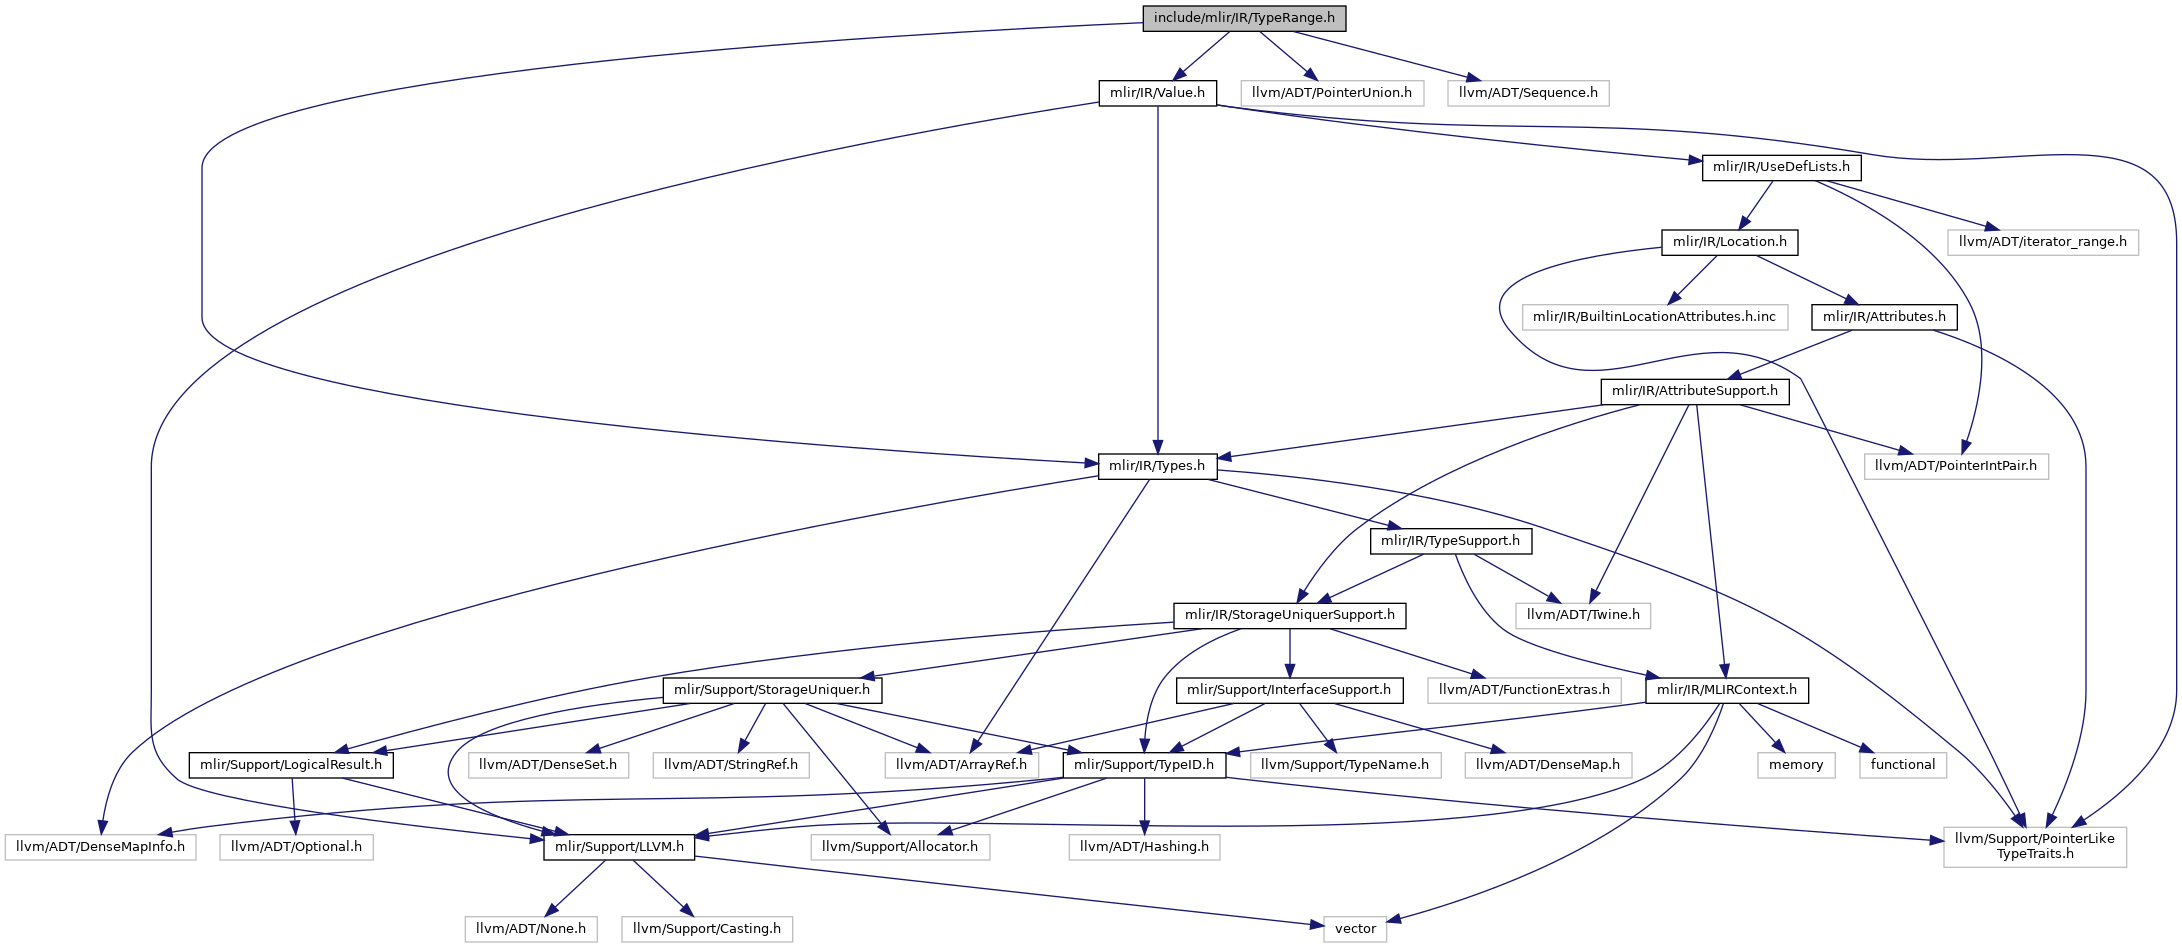 include/mlir/IR/TypeRange.h
mlir/IR/Value.h
llvm/ADT/PointerUnion.h
llvm/ADT/Sequence.h
mlir/IR/UseDefLists.h
mlir/IR/Location.h
llvm/ADT/iterator_range.h
mlir/IR/BuiltinLocationAttributes.h.inc
mlir/IR/Attributes.h
mlir/IR/AttributeSupport.h
mlir/IR/Types.h
llvm/ADT/PointerIntPair.h
mlir/IR/TypeSupport.h
mlir/IR/StorageUniquerSupport.h
llvm/ADT/Twine.h
mlir/Support/StorageUniquer.h
mlir/Support/InterfaceSupport.h
llvm/ADT/FunctionExtras.h
mlir/IR/MLIRContext.h
mlir/Support/LogicalResult.h
llvm/ADT/DenseSet.h
llvm/ADT/StringRef.h
llvm/ADT/ArrayRef.h
mlir/Support/TypeID.h
llvm/Support/TypeName.h
llvm/ADT/DenseMap.h
memory
functional
llvm/ADT/DenseMapInfo.h
llvm/ADT/Optional.h
mlir/Support/LLVM.h
llvm/Support/Allocator.h
llvm/ADT/Hashing.h
llvm/Support/PointerLike
TypeTraits.h
llvm/ADT/None.h
llvm/Support/Casting.h
vector